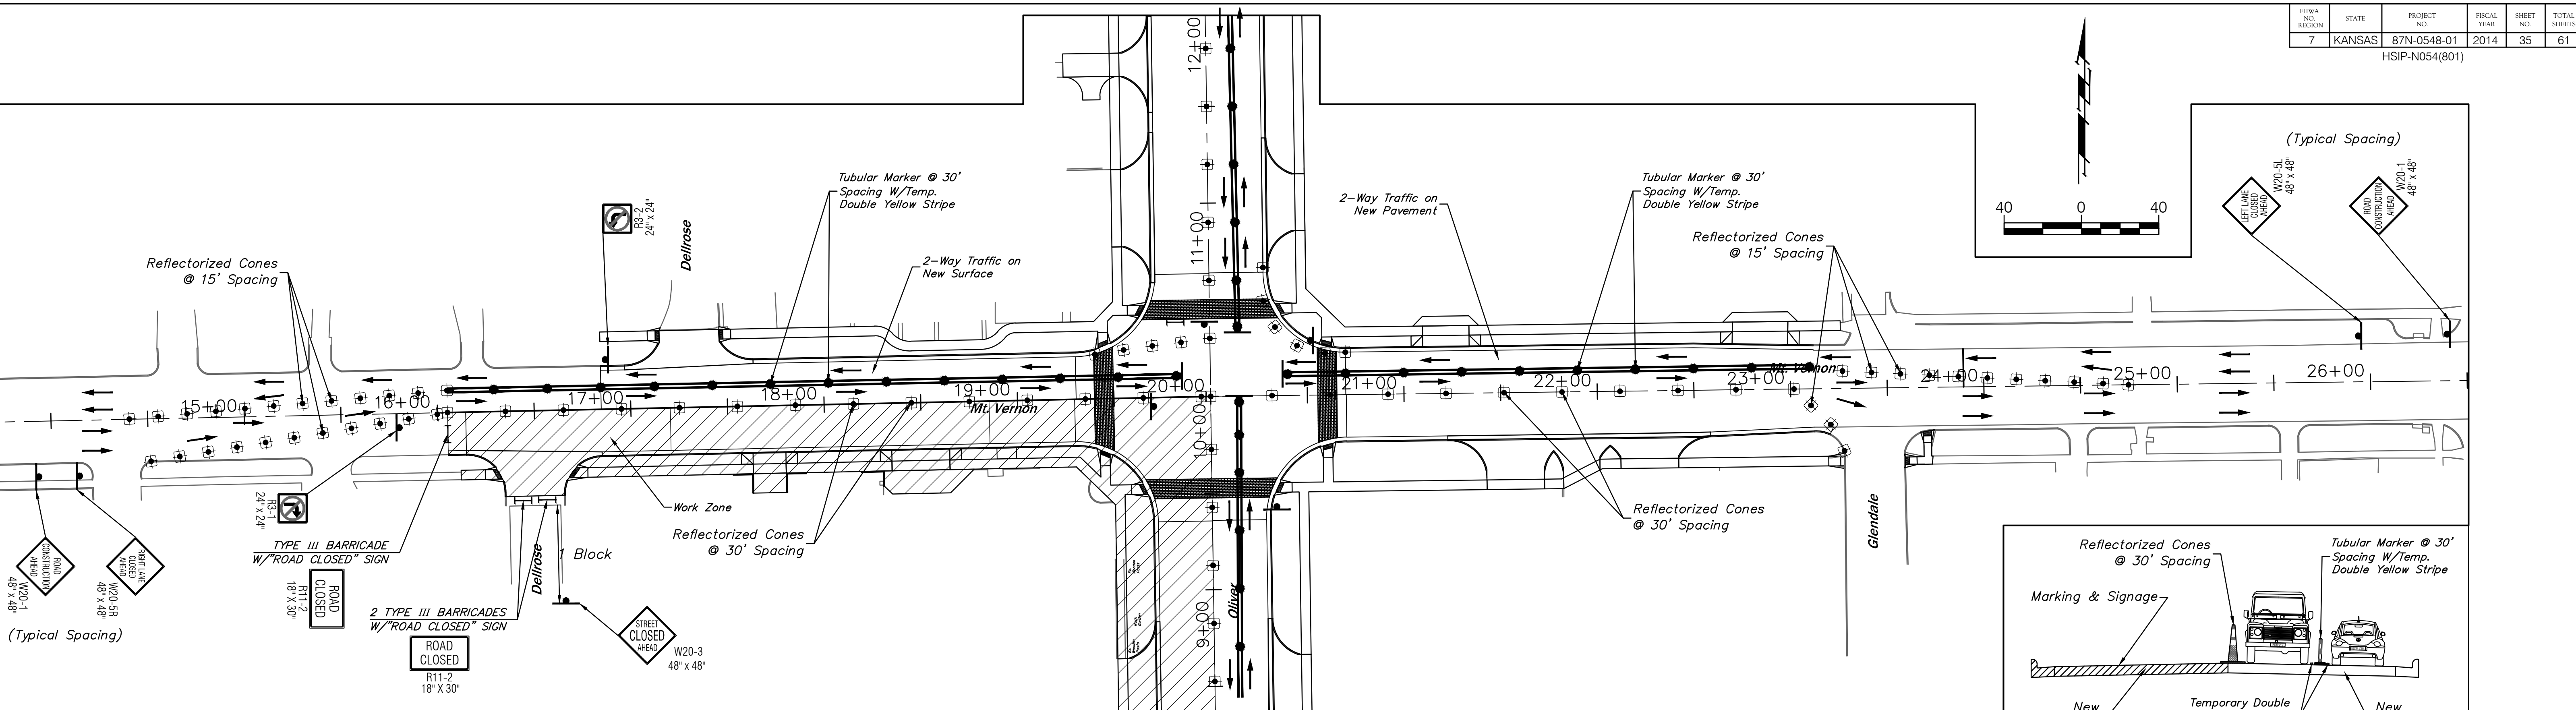 FHWA
NO.
REGION
STATE
PROJECT
NO.
FISCAL
YEAR
SHEET
NO.
TOTAL
SHEETS
7 KANSAS 87N-0548-01 2014 35 61
HSIP-N054(801)
12+00
11+00
10+00
9+00
Oliver
40 0 40
(Typical Spacing)
LEFT LANE
CLOSED
AHEAD
W20-5L
48" x 48"
ROAD
CONSTRUCTION
AHEAD
W20-1
48" x 48"
Tubular Marker @ 30'
Spacing W/Temp.
Double Yellow Stripe
2-Way Traffic on
New Surface
R3-2
24" x 24"
Dellrose
Reflectorized Cones
@ 15' Spacing
2-Way Traffic on
New Pavement
Tubular Marker @ 30'
Spacing W/Temp.
Double Yellow Stripe
Reflectorized Cones
@ 15' Spacing
15+00 16+00 17+00 18+00 19+00 20+00 21+00 22+00 23+00 24+00 25+00 26+00
Mt. Vernon
Mt. Vernon
Work Zone
Reflectorized Cones
@ 30' Spacing
Reflectorized Cones
@ 30' Spacing
Glendale
ROAD
CONSTRUCTION
AHEAD
W20-1
48" x 48"
RIGHT LANE
CLOSED
AHEAD
W20-5R
48" x 48"
(Typical Spacing)
R3-1
24" x 24"
TYPE III BARRICADE
W/"ROAD CLOSED" SIGN
ROAD
CLOSED
R11-2
18" X 30"
2 TYPE III BARRICADES
W/"ROAD CLOSED" SIGN
ROAD
CLOSED
R11-2
18" X 30"
Dellrose
1 Block
STREET
CLOSED
AHEAD
W20-3
48" x 48"
Reflectorized Cones
@ 30' Spacing
Tubular Marker @ 30'
Spacing W/Temp.
Double Yellow Stripe
Marking & Signage
New
Temporary Double
New